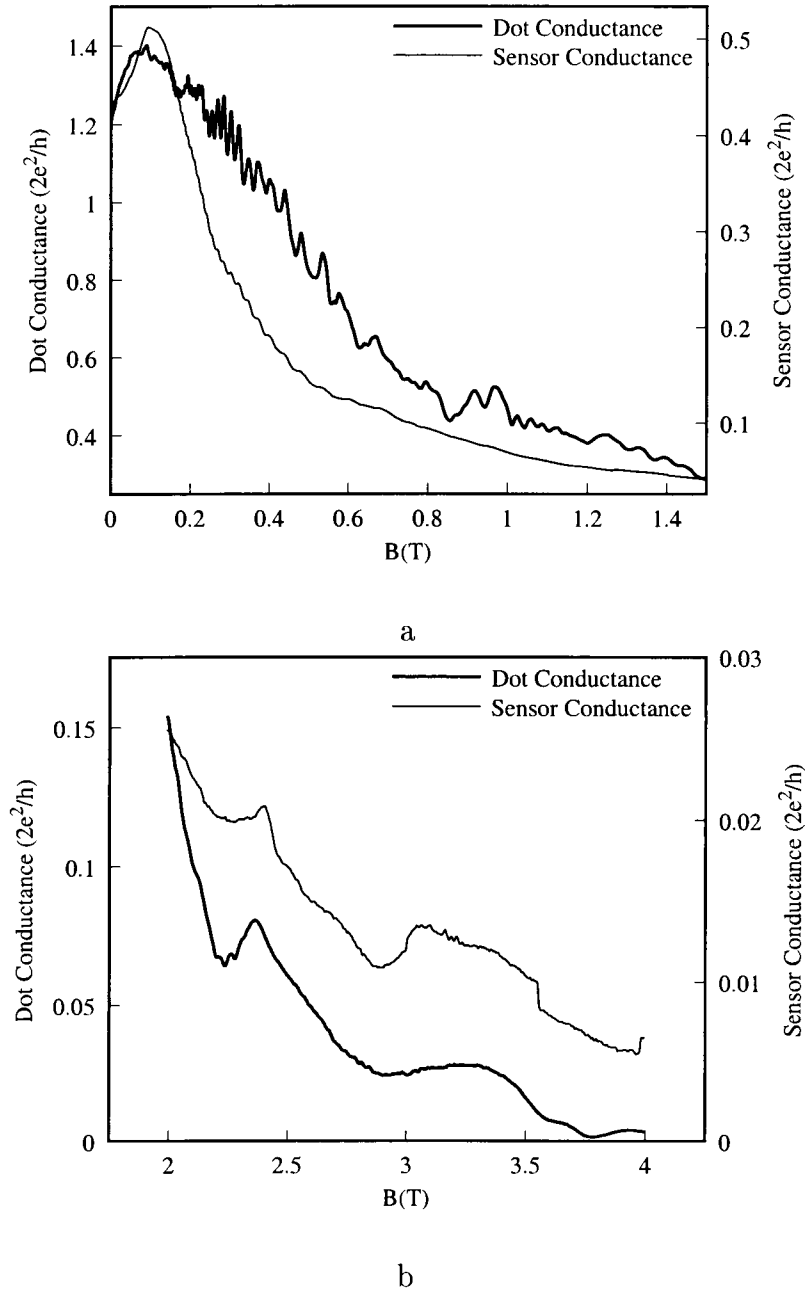 Dot Conductance
Sensor Conductance
1.4
1.2
1
0.8
0.6
0.4
0.5
0.4
0.3
0.2
0.1
0
0.2
0.4
0.6
0.8
1
1.2
1.4
Dot Conductance (2e²/h)
Sensor Conductance (2e²/h)
B(T)
a
Dot Conductance
Sensor Conductance
0.15
0.1
0.05
0
0.03
0.02
0.01
0
2
2.5
3
3.5
4
Dot Conductance (2e²/h)
Sensor Conductance (2e²/h)
B(T)
b